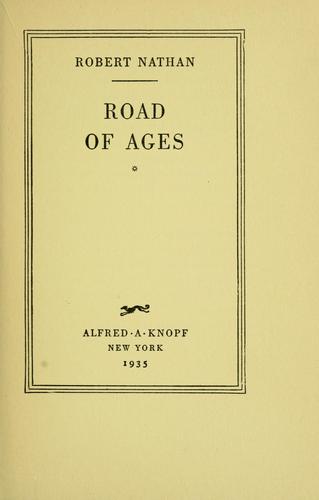 ROBERT NATHAN
ROAD
OF AGES
ALFRED · A · KNOPF
NEW YORK
1935